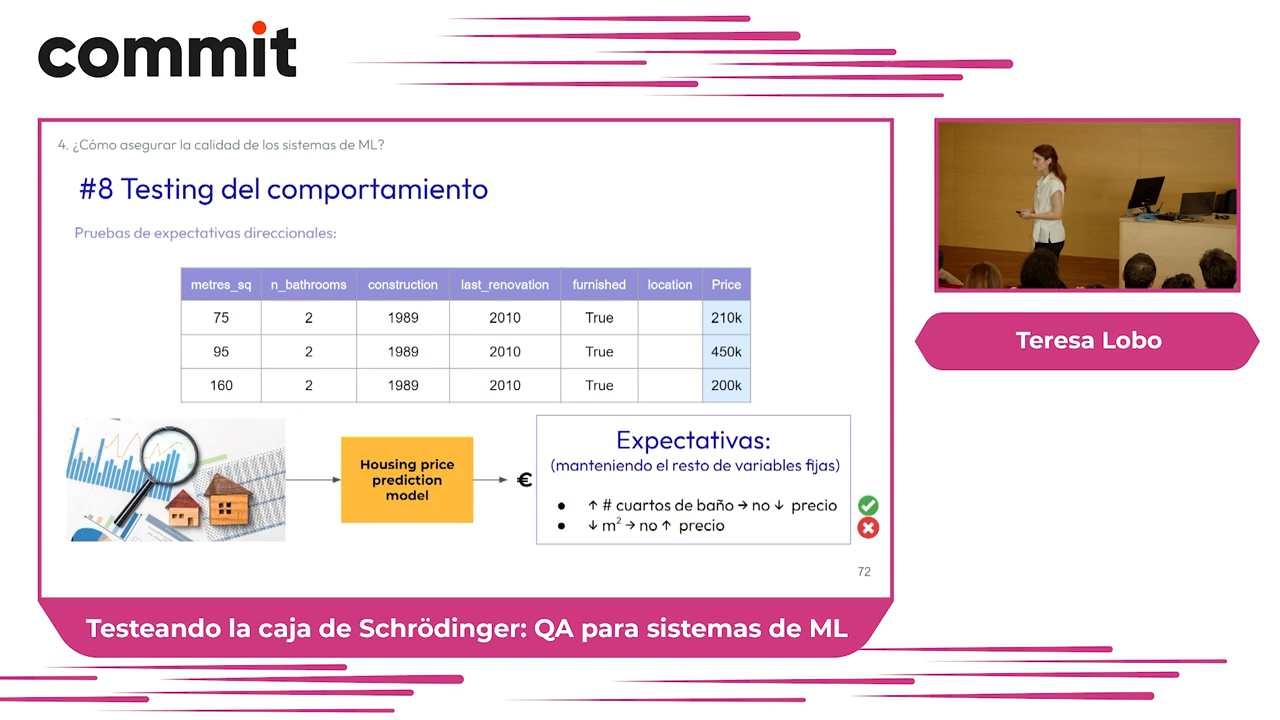 commit
4. ¿Cómo asegurar la calidad de los sistemas de ML?
#8 Testing del comportamiento
Pruebas de expectativas direccionales:
metres_sq n_bathrooms construction last_renovation furnished location Price
75 2 1989 2010 True 210k
95 2 1989 2010 True 450k
160 2 1989 2010 True 200k
Housing price
prediction
model
€
Expectativas:
(manteniendo el resto de variables fijas)
● ↑ # cuartos de baño → no ↓ precio
● ↓ m² → no ↑ precio
72
Teresa Lobo
Testeando la caja de Schrödinger: QA para sistemas de ML